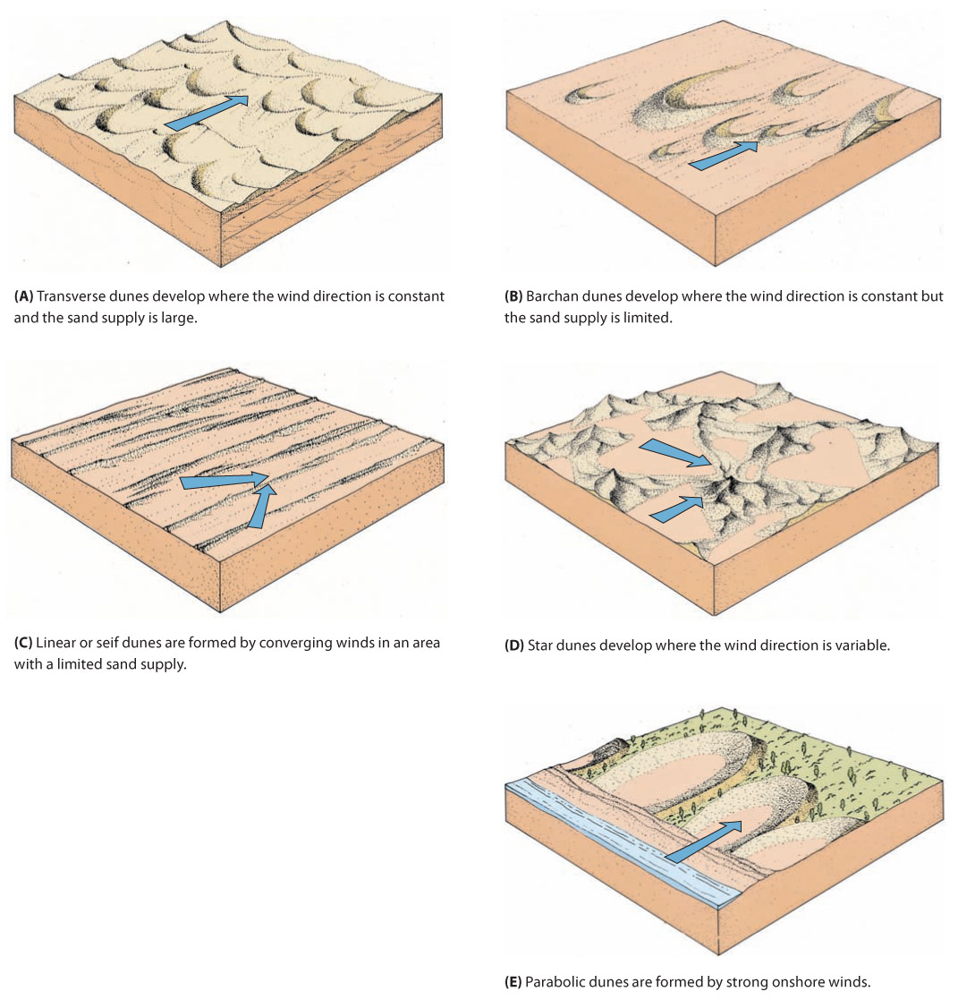 (A) Transverse dunes develop where the wind direction is constant
and the sand supply is large.
(B) Barchan dunes develop where the wind direction is constant but
the sand supply is limited.
(C) Linear or seif dunes are formed by converging winds in an area
with a limited sand supply.
(D) Star dunes develop where the wind direction is variable.
(E) Parabolic dunes are formed by strong onshore winds.